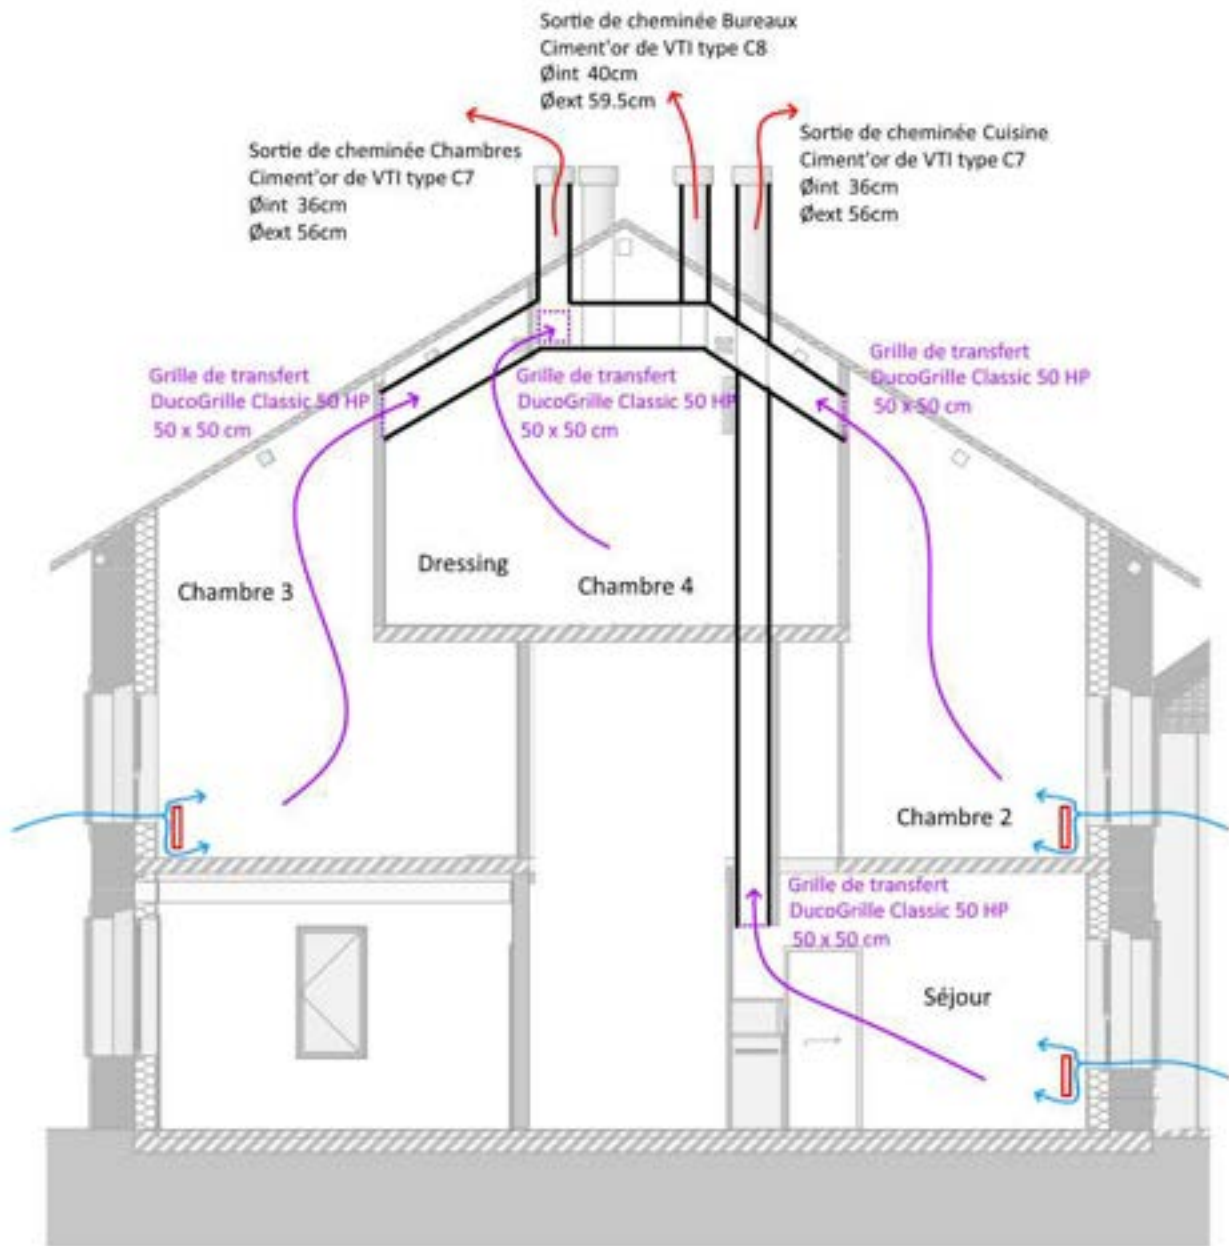 Sortie de cheminée Bureaux
Ciment'or de VTI type C8
Øint 40cm
Øext 59.5cm
Sortie de cheminée Chambres
Ciment'or de VTI type C7
Øint 36cm
Øext 56cm
Sortie de cheminée Cuisine
Ciment'or de VTI type C7
Øint 36cm
Øext 56cm
Grille de transfert
DucoGrille Classic 50 HP
50 x 50 cm
Grille de transfert
DucoGrille Classic 50 HP
50 x 50 cm
Grille de transfert
DucoGrille Classic 50 HP
50 x 50 cm
Dressing
Chambre 3
Chambre 4
Chambre 2
Grille de transfert
DucoGrille Classic 50 HP
50 x 50 cm
Séjour